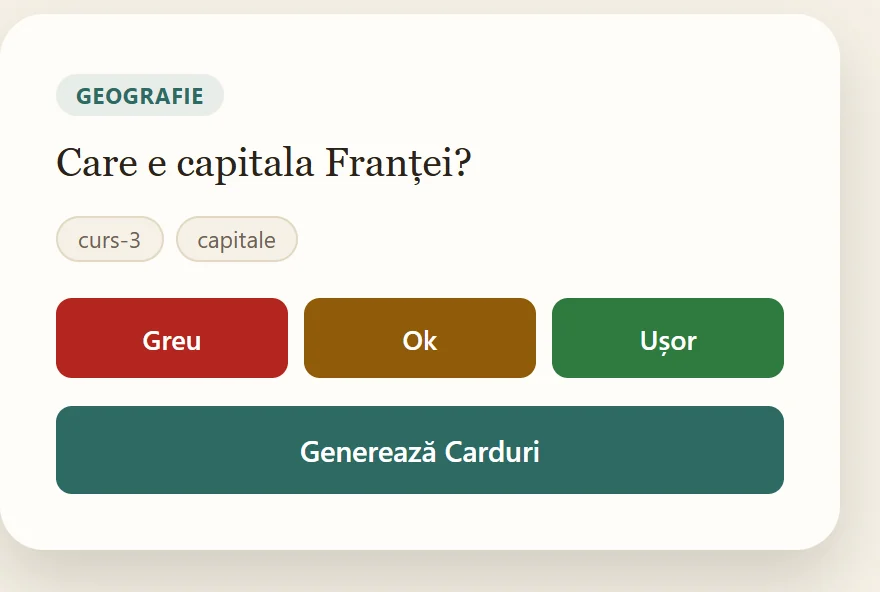 GEOGRAFIE
Care e capitala Franței?
curs-3 capitale
Greu Ok Ușor
Generează Carduri